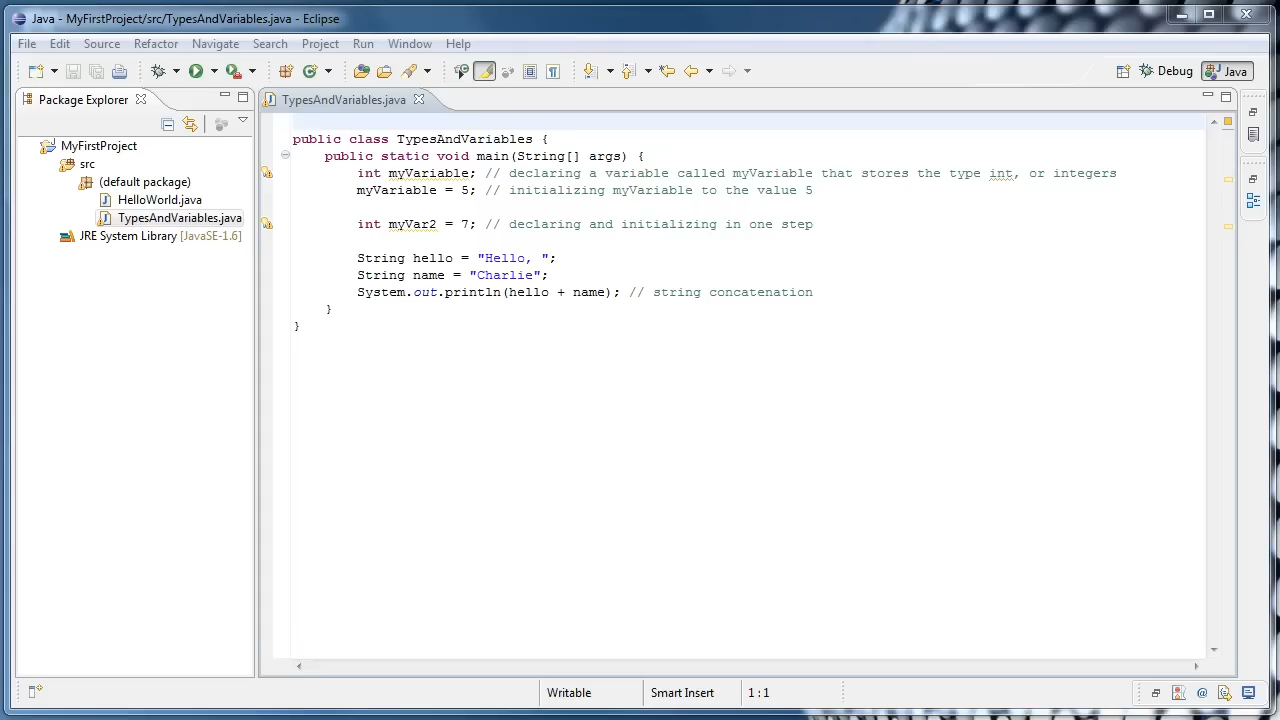 Java - MyFirstProject/src/TypesAndVariables.java - Eclipse
File Edit Source Refactor Navigate Search Project Run Window Help
Debug Java
Package Explorer
TypesAndVariables.java
MyFirstProject
src
(default package)
HelloWorld.java
TypesAndVariables.java
JRE System Library [JavaSE-1.6]
public class TypesAndVariables {
public static void main(String[] args) {
int myVariable; // declaring a variable called myVariable that stores the type int, or integers
myVariable = 5; // initializing myVariable to the value 5
int myVar2 = 7; // declaring and initializing in one step
String hello = "Hello, ";
String name = "Charlie";
System.out.println(hello + name); // string concatenation
}
}
Writable Smart Insert 1 : 1